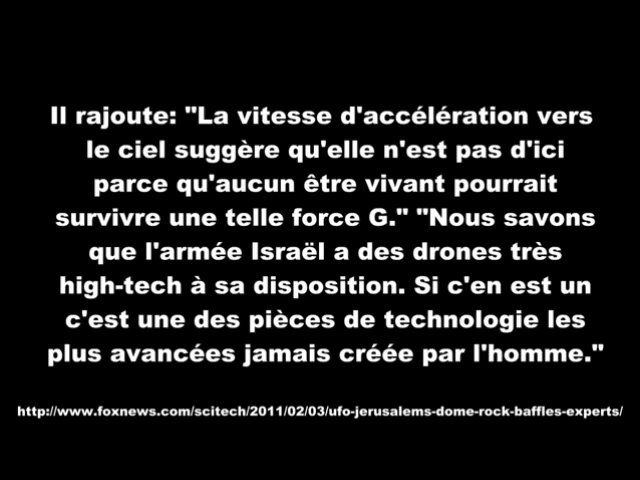 Il rajoute: "La vitesse d'accélération vers
le ciel suggère qu'elle n'est pas d'ici
parce qu'aucun être vivant pourrait
survivre une telle force G." "Nous savons
que l'armée Israël a des drones très
high-tech à sa disposition. Si c'en est un
c'est une des pièces de technologie les
plus avancées jamais créée par l'homme."
http://www.foxnews.com/scitech/2011/02/03/ufo-jerusalems-dome-rock-baffles-experts/